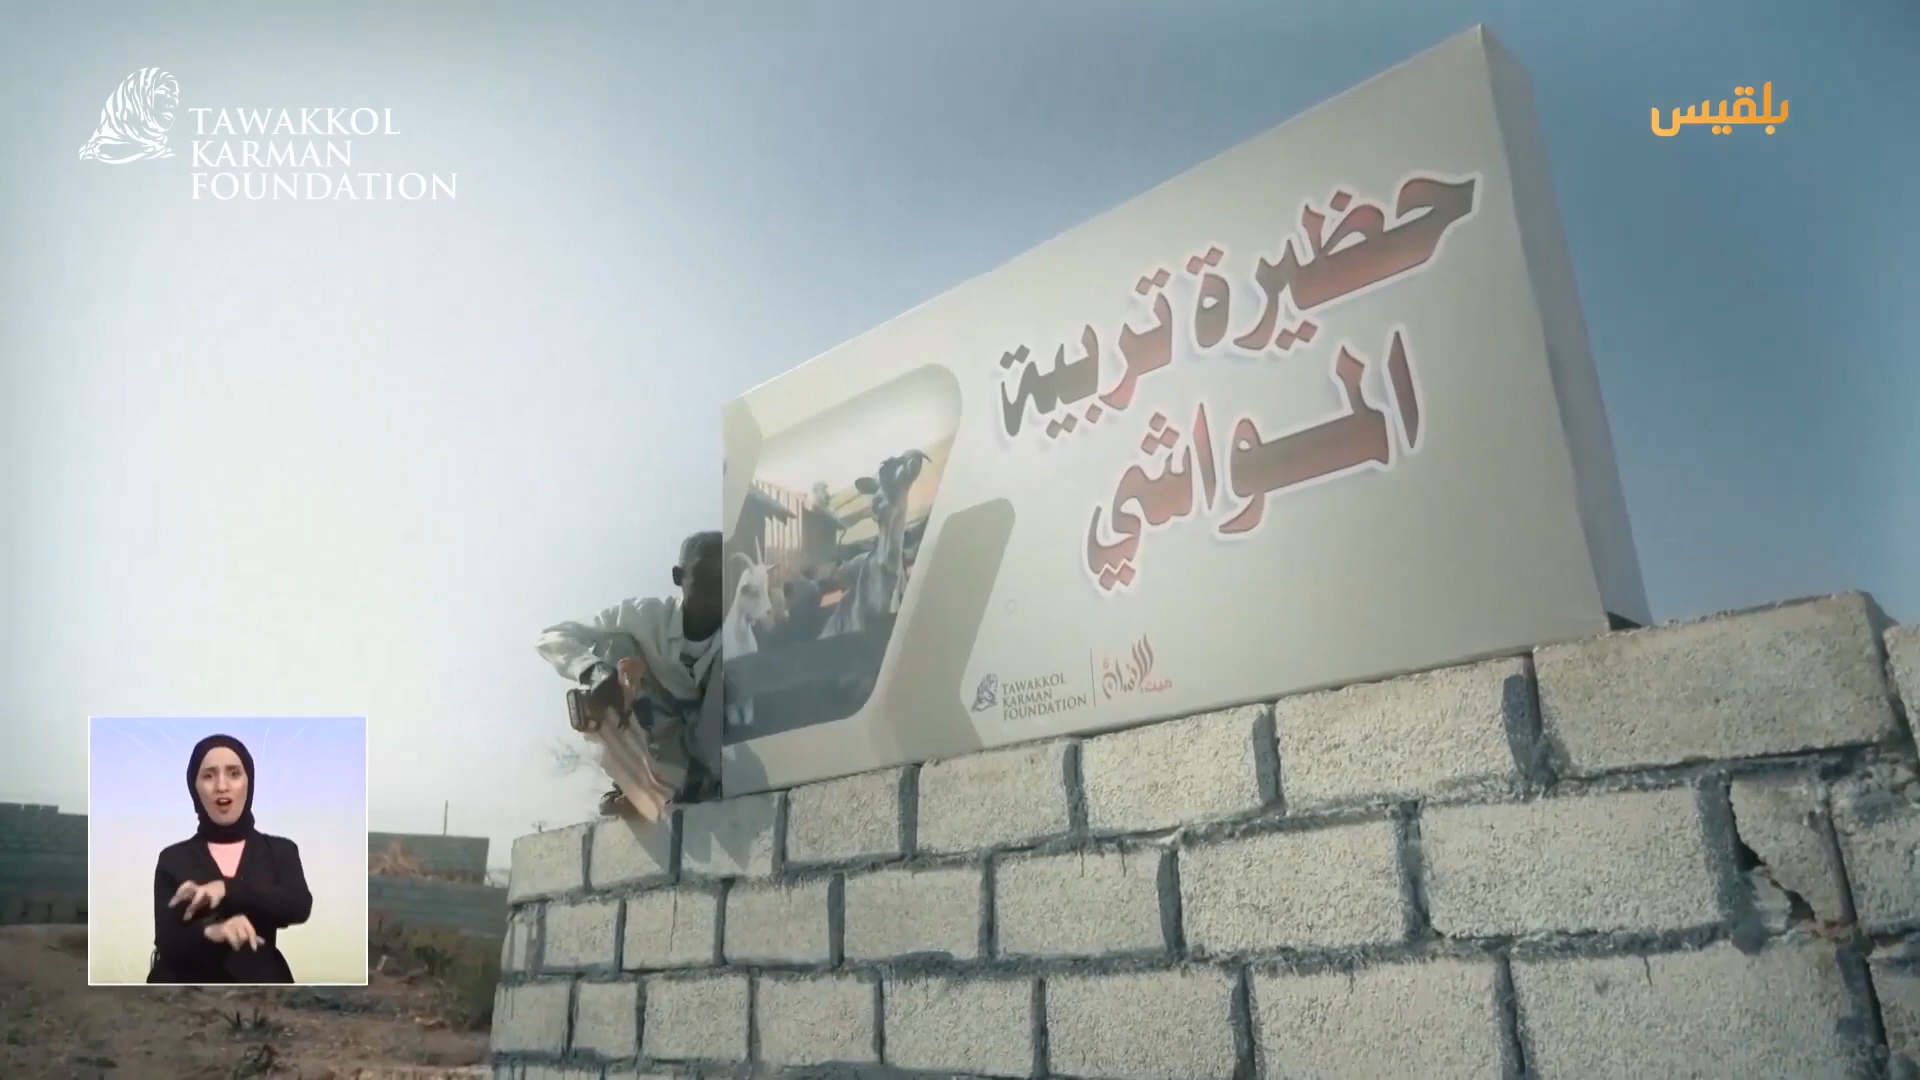 TAWAKKOL
KARMAN
FOUNDATION
بلقيس
حظيرة تربية
المواشي
TAWAKKOL
KARMAN
FOUNDATION